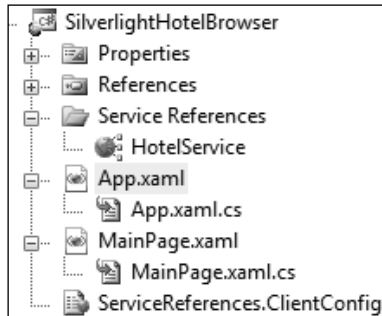 SilverlightHotelBrowser
Properties
References
Service References
HotelService
App.xaml
App.xaml.cs
MainPage.xaml
MainPage.xaml.cs
ServiceReferences.ClientConfig